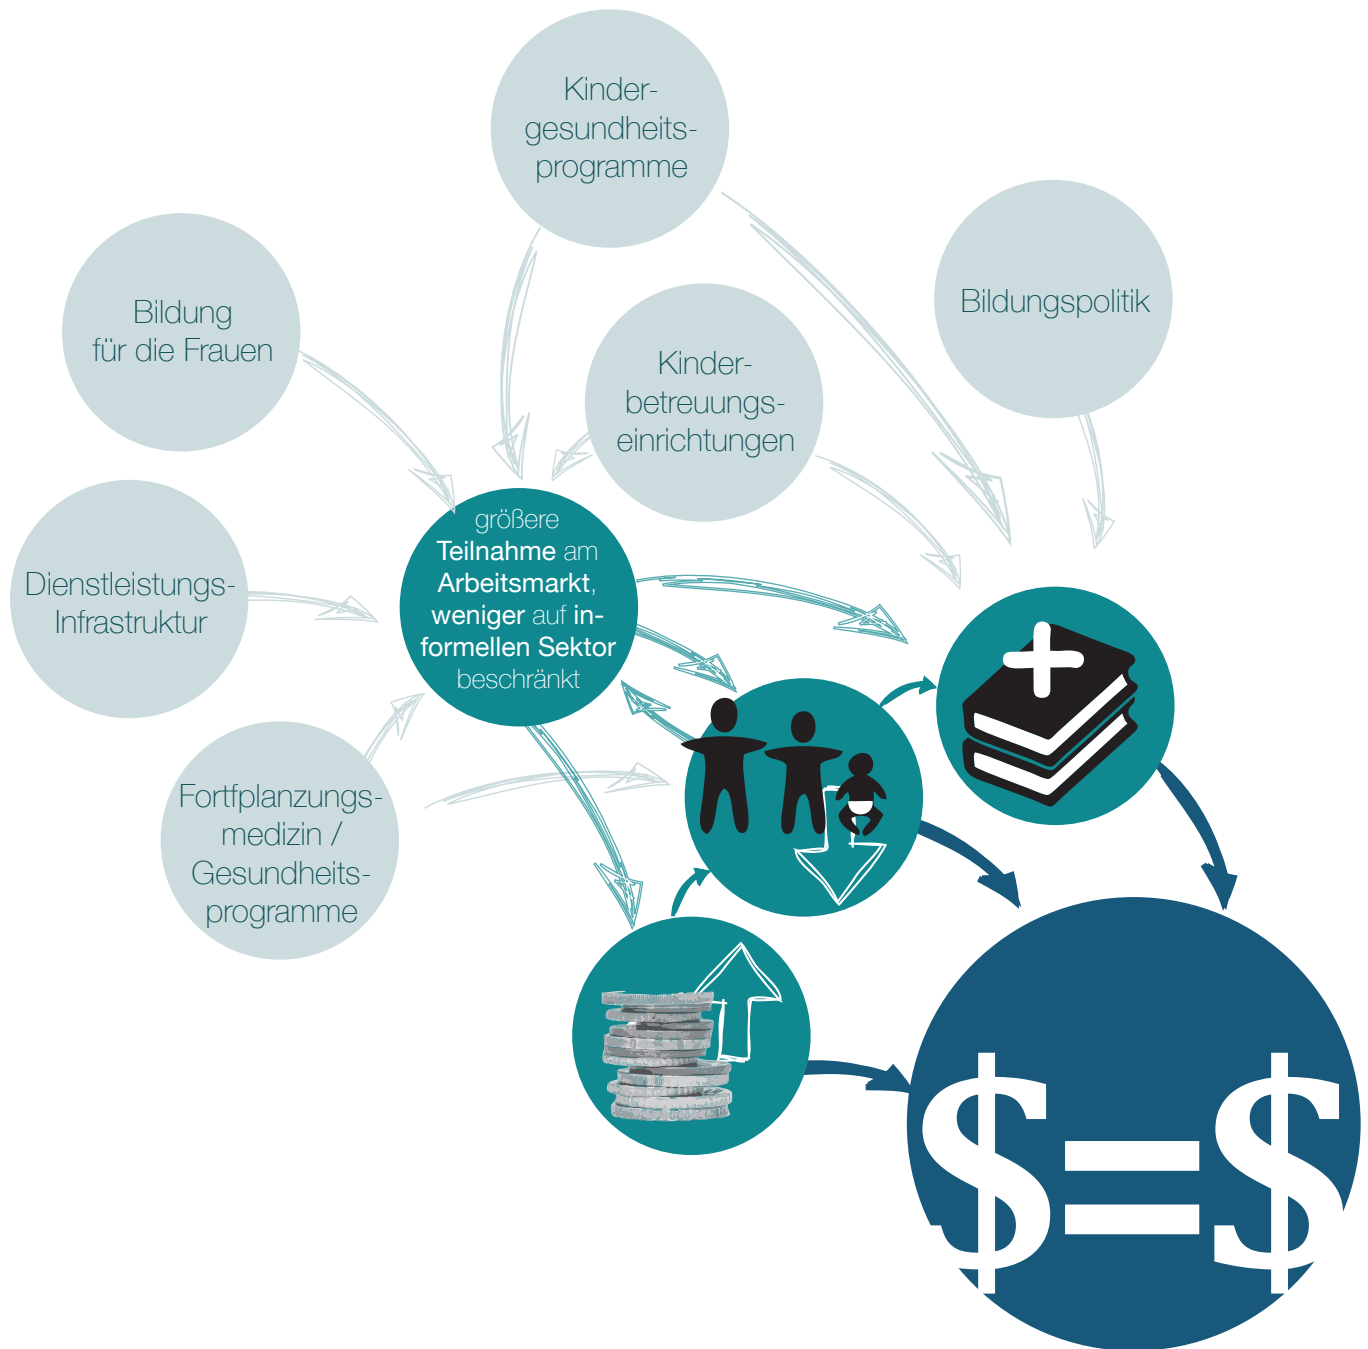 Kinder-
gesundheits-
programme
Bildungspolitik
Bildung
für die Frauen
Kinder-
betreuungs-
einrichtungen
größere
Teilnahme am
Arbeitsmarkt,
weniger auf in-
formellen Sektor
beschränkt
Dienstleistungs-
Infrastruktur
Fortfplanzungs-
medizin /
Gesundheits-
programme
$=$